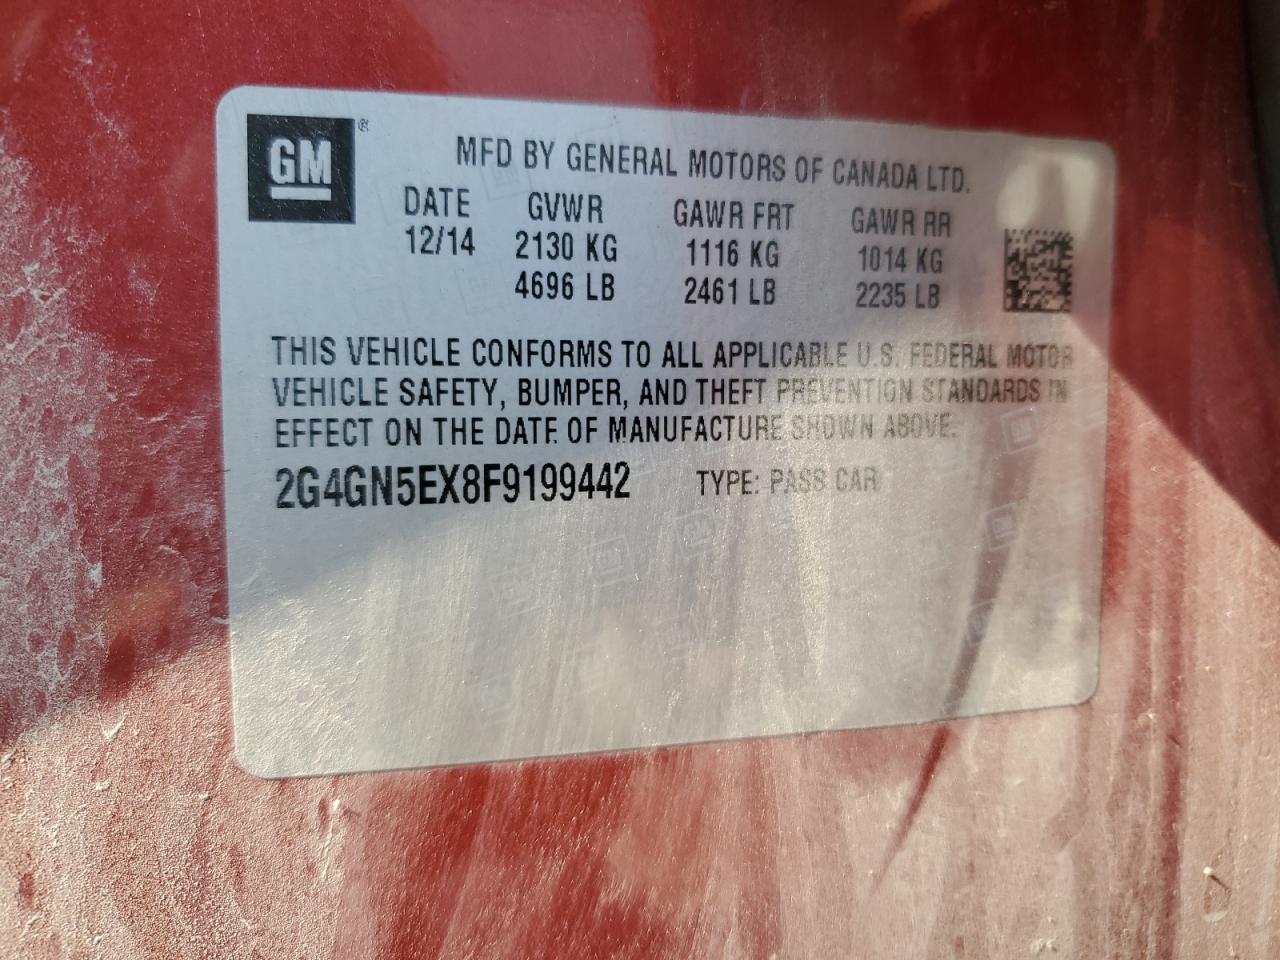 GM®
MFD BY GENERAL MOTORS OF CANADA LTD.
DATE GVWR GAWR FRT GAWR RR
12/14 2130 KG 1116 KG 1014 KG
4696 LB 2461 LB 2235 LB
THIS VEHICLE CONFORMS TO ALL APPLICABLE U.S. FEDERAL MOTOR
VEHICLE SAFETY, BUMPER, AND THEFT PREVENTION STANDARDS IN
EFFECT ON THE DATE OF MANUFACTURE SHOWN ABOVE.
2G4GN5EX8F9199442 TYPE: PASS CAR